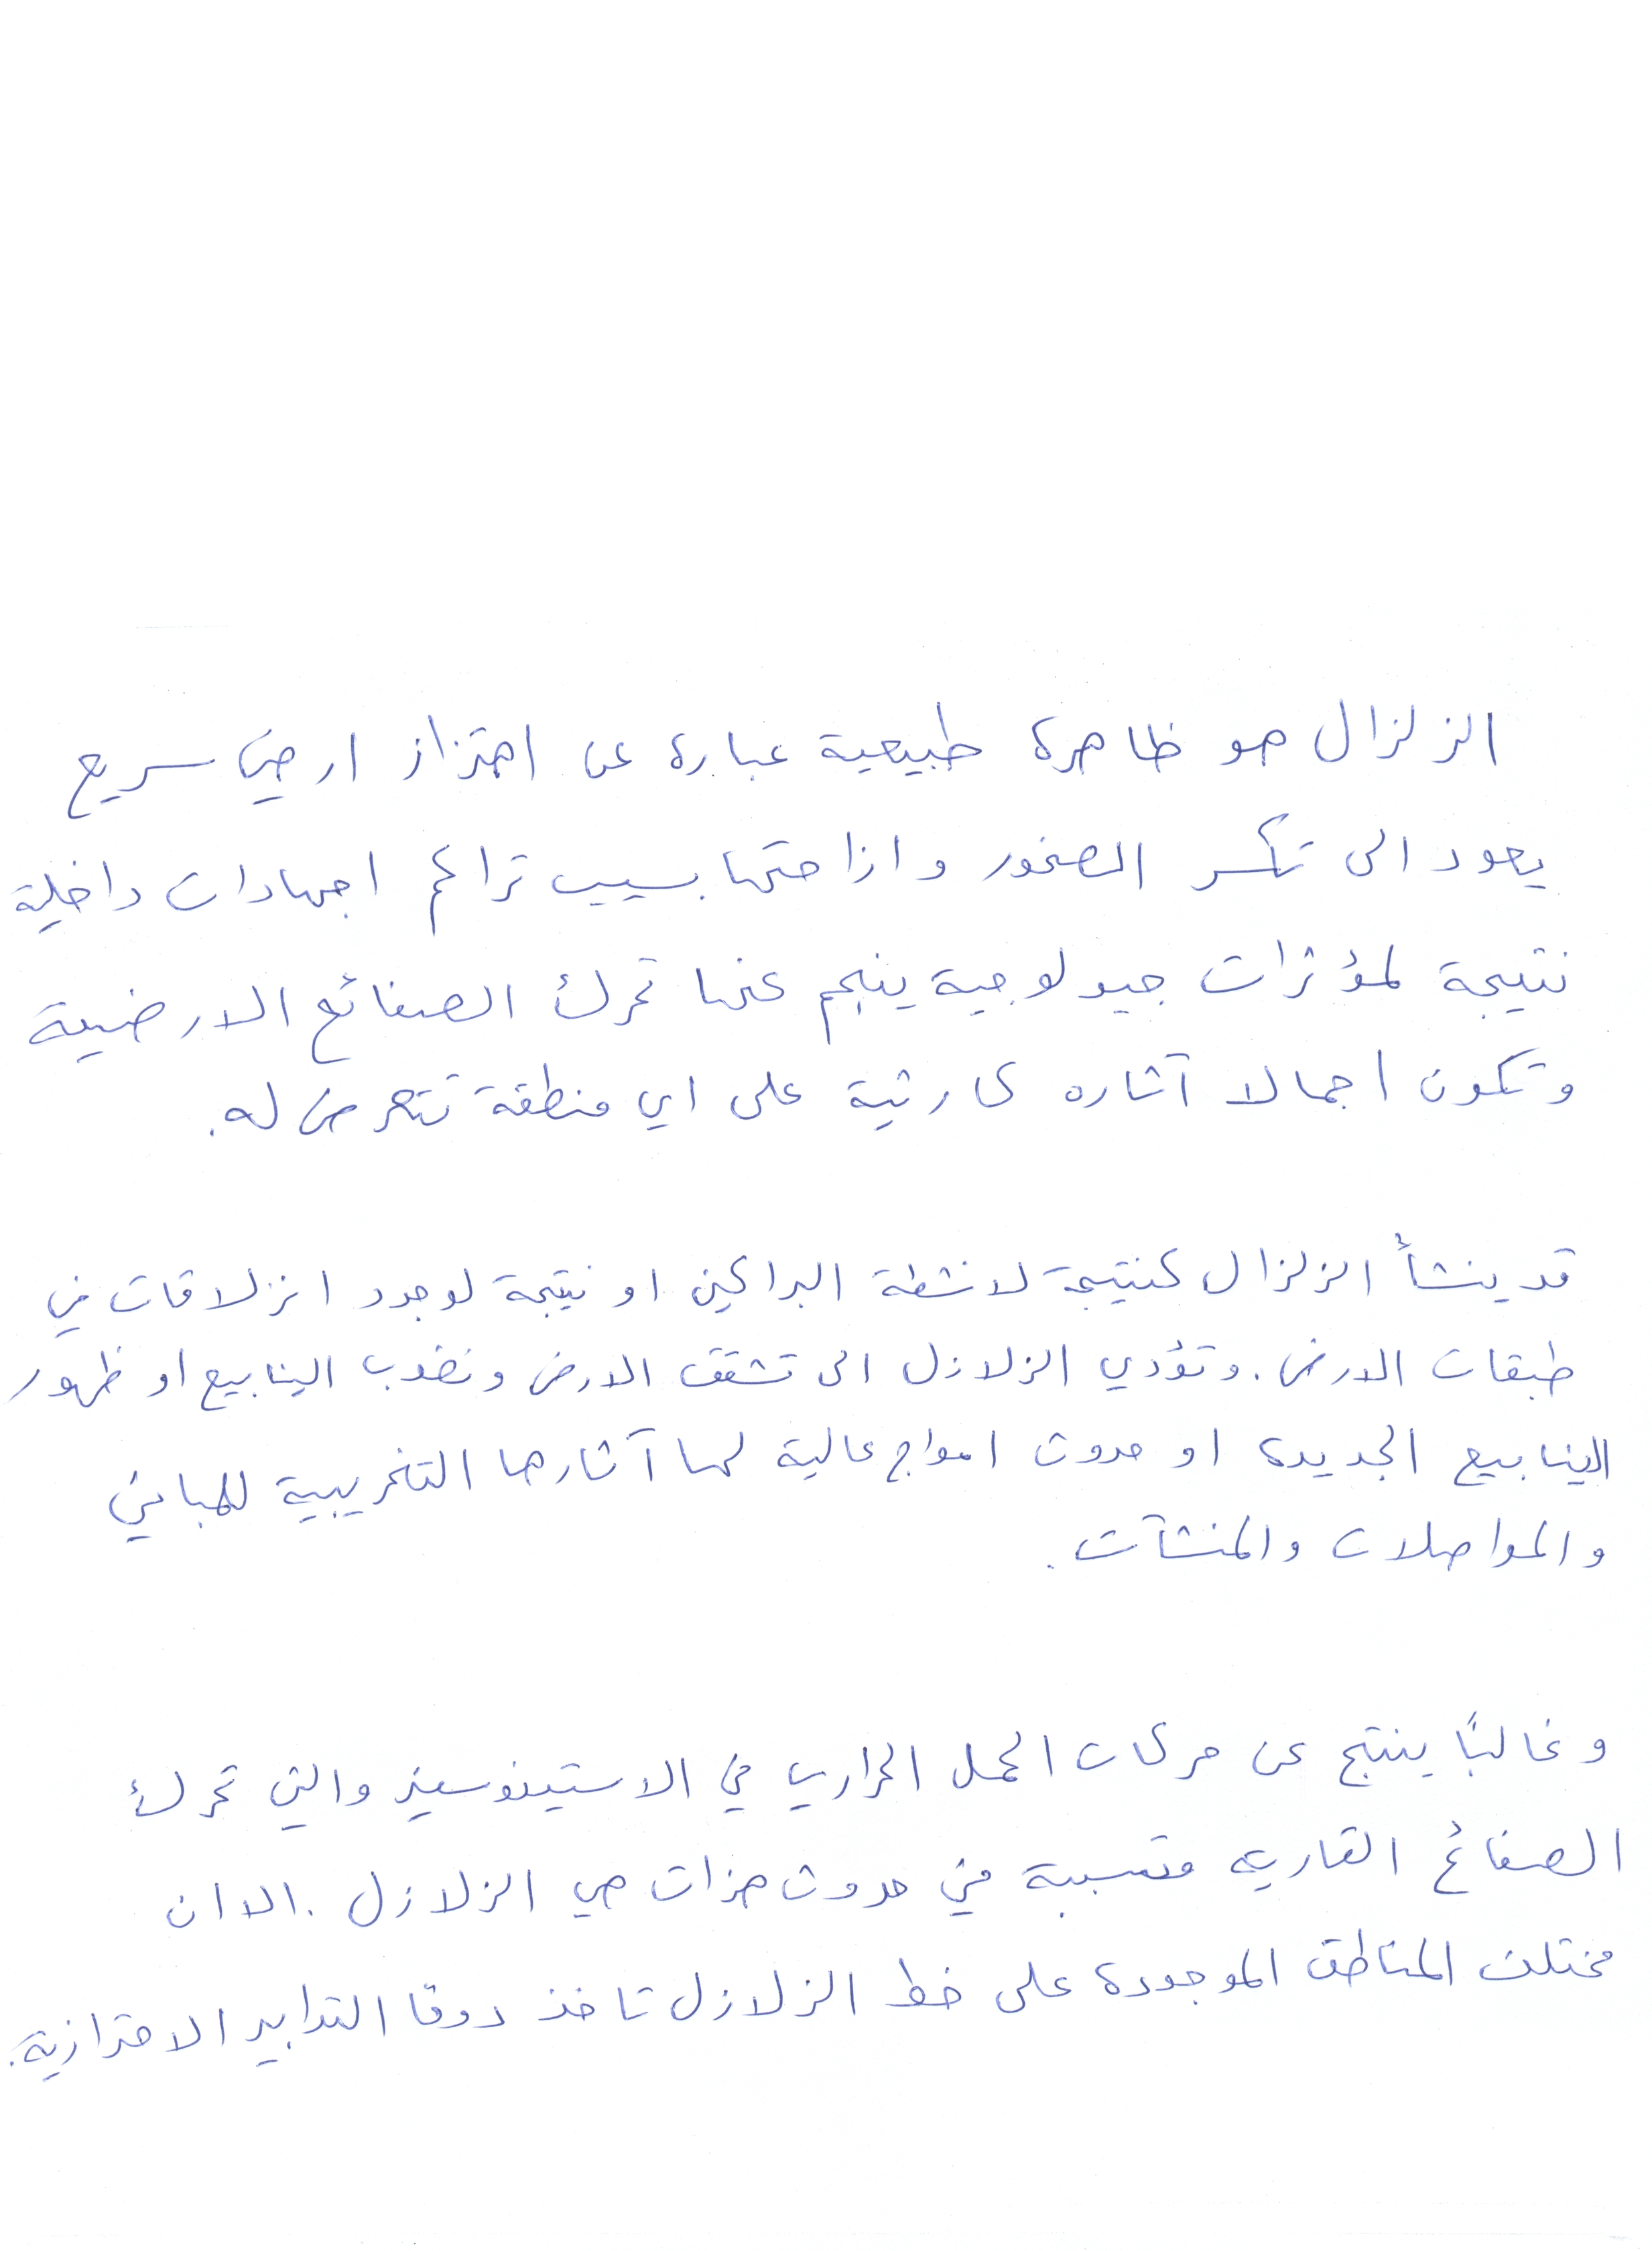 الزلزال هو ظاهرة طبيعية عبارة عن اهتزاز ارضي سريع
يعود الى تكسر الصخور وازاحتها بسبب تراكم اجهادات داخلية
نتيجة لمؤثرات جيولوجية ينجم عنها تحرك الصفائح الارضية
وتكون اجمالا آثاره كارثية على اي منطقة تتعرض له.
قد ينشأ الزلزال كنتيجة لانشطة البراكين او نتيجة لوجود انزلاقات في
طبقات الارض. وتؤدي الزلازل الى تشقق الارض ونضوب الينابيع او ظهور
الينابيع الجديدة او حدوث امواج عالية لها آثارها التخريبية للمباني
والمواصلات والمنشآت.
وغالبًا ينتج عن حركات الحمل الحراري في الاستينوسفير والتي تحرك
الصفائح القارية متسببة في حدوث هزات هي الزلازل. الا ان
مختلف المناطق الموجودة على خط الزلازل تاخذ دوما التدابير الاحترازية.